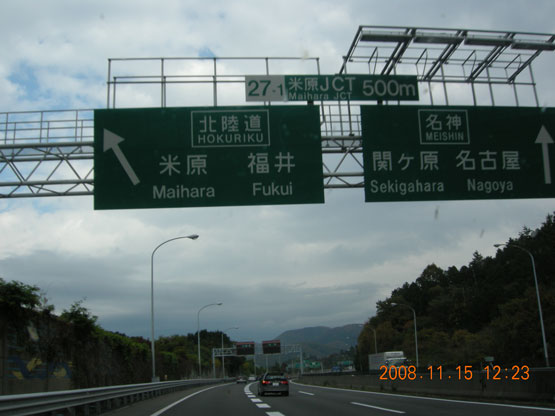 27-1 米原JCT 500m
Maihara JCT
北陸道
HOKURIKU
米原 福井
Maihara Fukui
名神
MEISHIN
関ヶ原 名古屋
Sekigahara Nagoya
2008.11.15 12:23